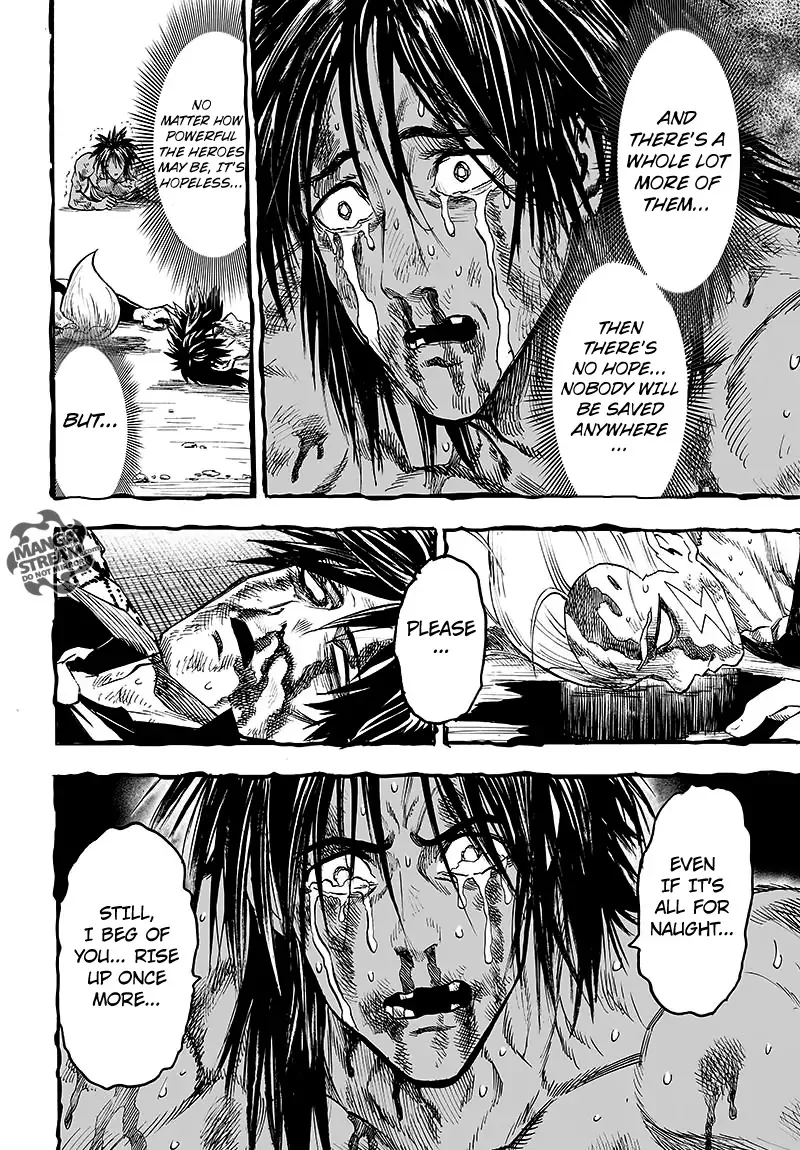 AND
THERE'S A
WHOLE LOT
MORE OF
THEM...
THEN
THERE'S
NO HOPE...
NOBODY WILL
BE SAVED
ANYWHERE
...
NO
MATTER HOW
POWERFUL
THE HEROES
MAY BE, IT'S
HOPELESS...
BUT...
PLEASE
...
MANGA
STREAM.com
DO NOT MIRROR
EVEN
IF IT'S
ALL FOR
NAUGHT...
STILL,
I BEG OF
YOU... RISE
UP ONCE
MORE...